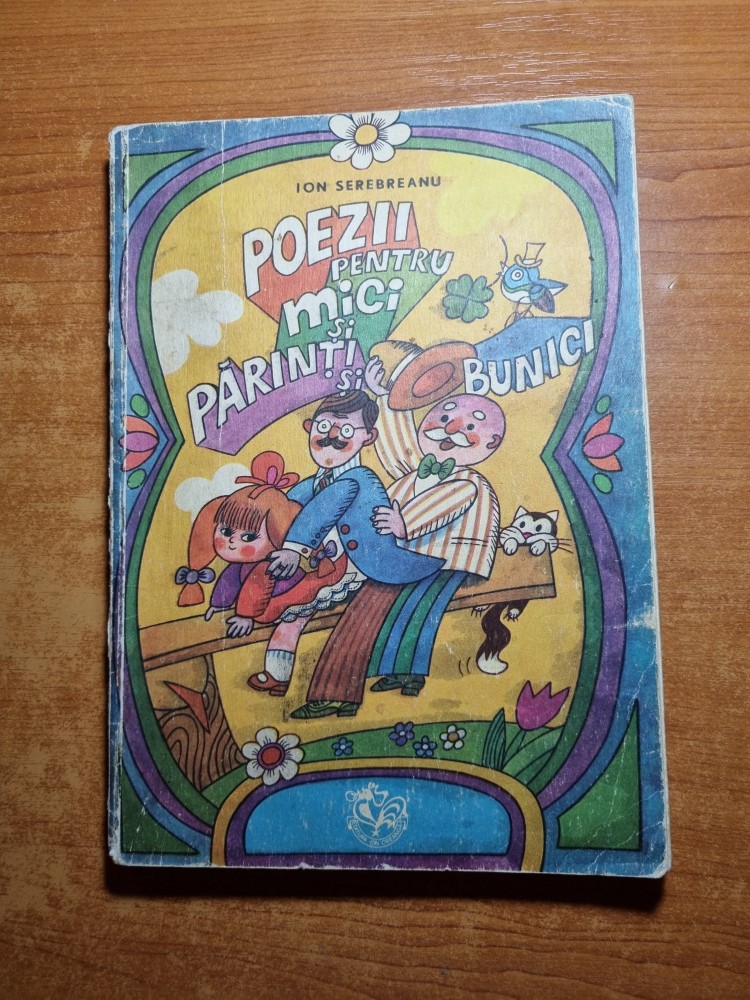 ION SEREBREANU
POEZII
PENTRU
mici
și
PĂRINȚI
și
BUNICI